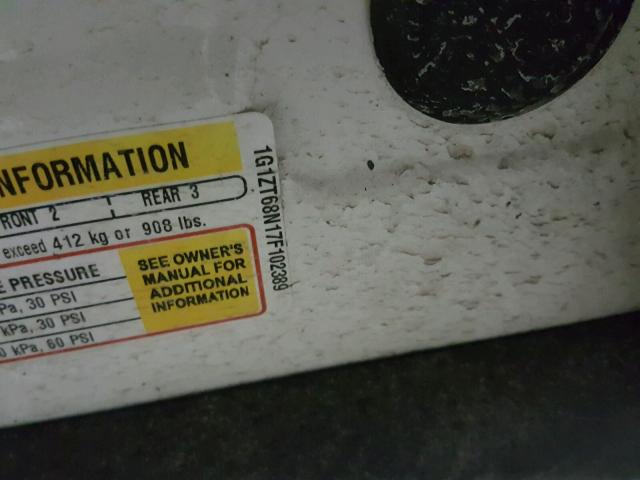 NFORMATION
RONT 2 REAR 3
exceed 412 kg or 908 lbs.
E PRESSURE
Pa, 30 PSI
kPa, 30 PSI
0 kPa, 60 PSI
SEE OWNER'S
MANUAL FOR
ADDITIONAL
INFORMATION
1G1ZT68N17F102389